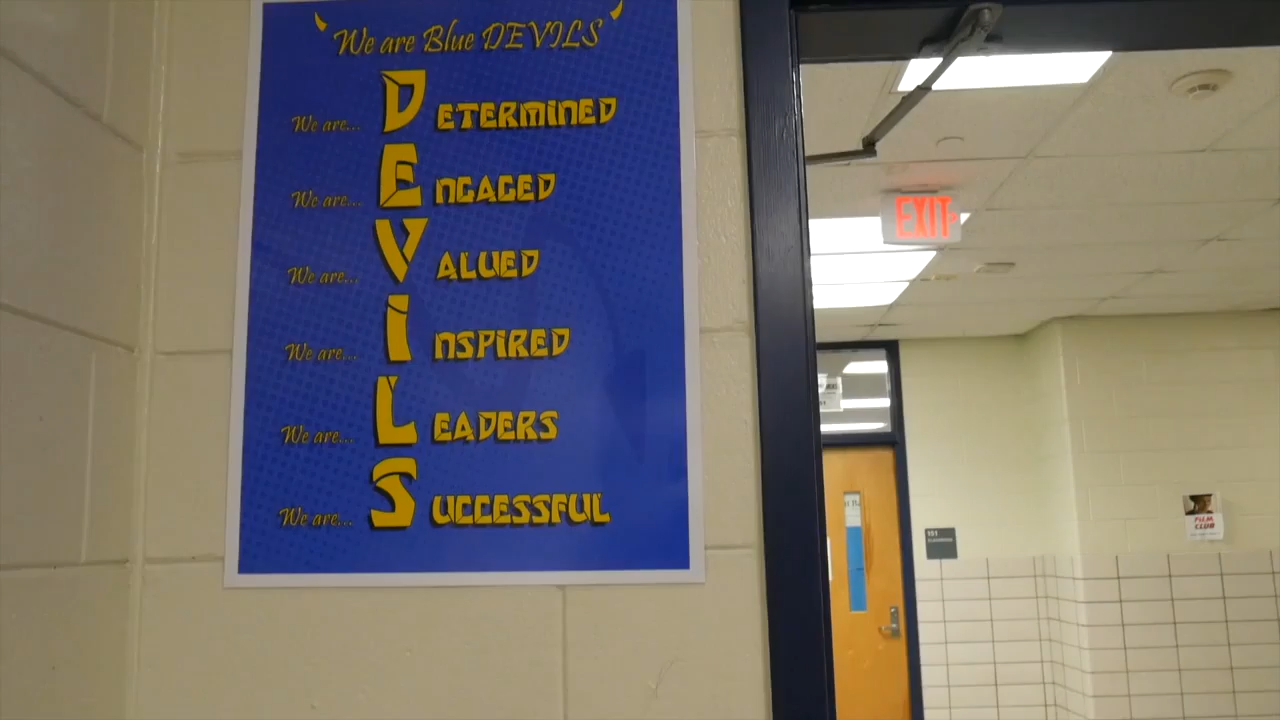 We are Blue DEVILS
We are... DETERMINED
We are... ENGAGED
We are... VALUED
We are... INSPIRED
We are... LEADERS
We are... SUCCESSFUL
EXIT
151
FILM
CLUB